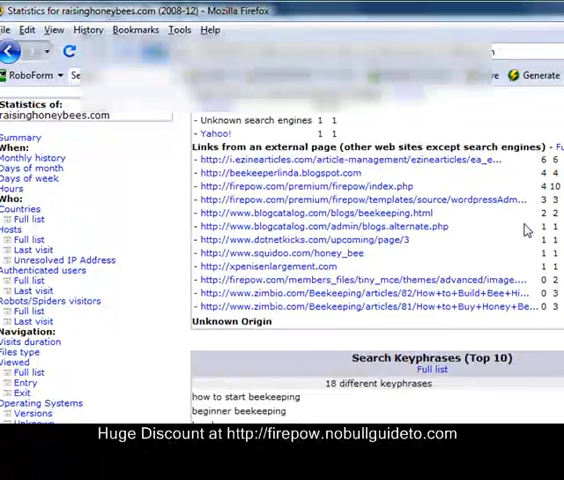 Statistics for raisinghoneybees.com (2008-12) - Mozilla Firefox
Edit View History Bookmarks Tools Help
RoboForm Generate
Statistics of:
raisinghoneybees.com
Summary
When:
Monthly history
Days of month
Days of week
Hours
Who:
Countries
Full list
Hosts
Full list
Last visit
Unresolved IP Address
Authenticated users
Full list
Last visit
Robots/Spiders visitors
Full list
Last visit
Navigation:
Visits duration
Files type
Viewed
Full list
Entry
Exit
Operating Systems
Versions
Unknown
- Unknown search engines 1 1
- Yahoo! 1 1
Links from an external page (other web sites except search engines) -
- http://i.ezinearticles.com/article-management/ezinearticles/ea_e... 6 6
- http://beekeeperlinda.blogspot.com 4 4
- http://firepow.com/premium/firepow/index.php 4 10
- http://firepow.com/premium/firepow/templates/source/wordpressAdm... 3 3
- http://www.blogcatalog.com/blogs/beekeeping.html 2 2
- http://www.blogcatalog.com/admin/blogs.alternate.php 1 1
- http://www.dotnetkicks.com/upcoming/page/3 1 1
- http://www.squidoo.com/honey_bee 1 1
- http://xpenisenlargement.com 1 1
- http://firepow.com/members_files/tiny_mce/themes/advanced/image.... 0 3
- http://www.zimbio.com/Beekeeping/articles/82/How+to+Build+Bee+Hi... 0 2
- http://www.zimbio.com/Beekeeping/articles/81/How+to+Buy+Honey+Be... 0 2
Unknown Origin
Search Keyphrases (Top 10)
Full list
18 different keyphrases
how to start beekeeping
beginner beekeeping
Huge Discount at http://firepow.nobullguideto.com